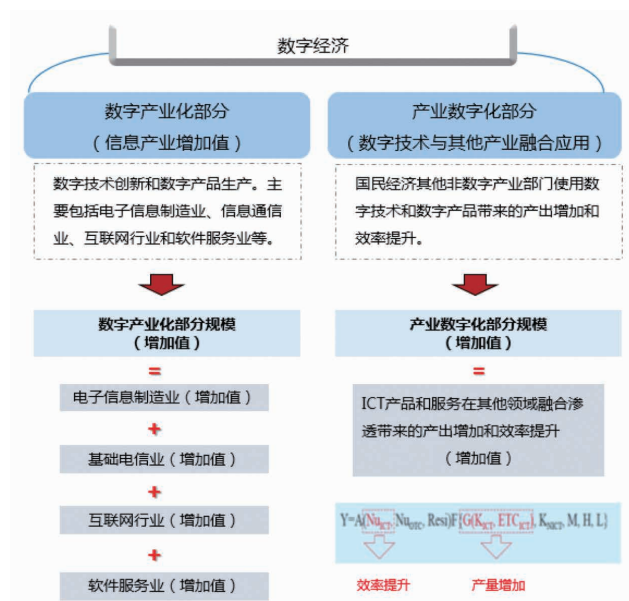 数字经济
数字产业化部分
（信息产业增加值）
数字技术创新和数字产品生产。主
要包括电子信息制造业、信息通信
业、互联网行业和软件服务业等。
数字产业化部分规模
（增加值）
=
电子信息制造业（增加值）
+
基础电信业（增加值）
+
互联网行业（增加值）
+
软件服务业（增加值）
产业数字化部分
（数字技术与其他产业融合应用）
国民经济其他非数字产业部门使用数
字技术和数字产品带来的产出增加和
效率提升。
产业数字化部分规模
（增加值）
=
ICT产品和服务在其他领域融合渗
透带来的产出增加和效率提升
（增加值）
Y=A(Nu_ICT, Nu_OTC, Resi)F{G(K_ICT, ETC_ICT), K_NICT, M, H, L}
效率提升 产量增加